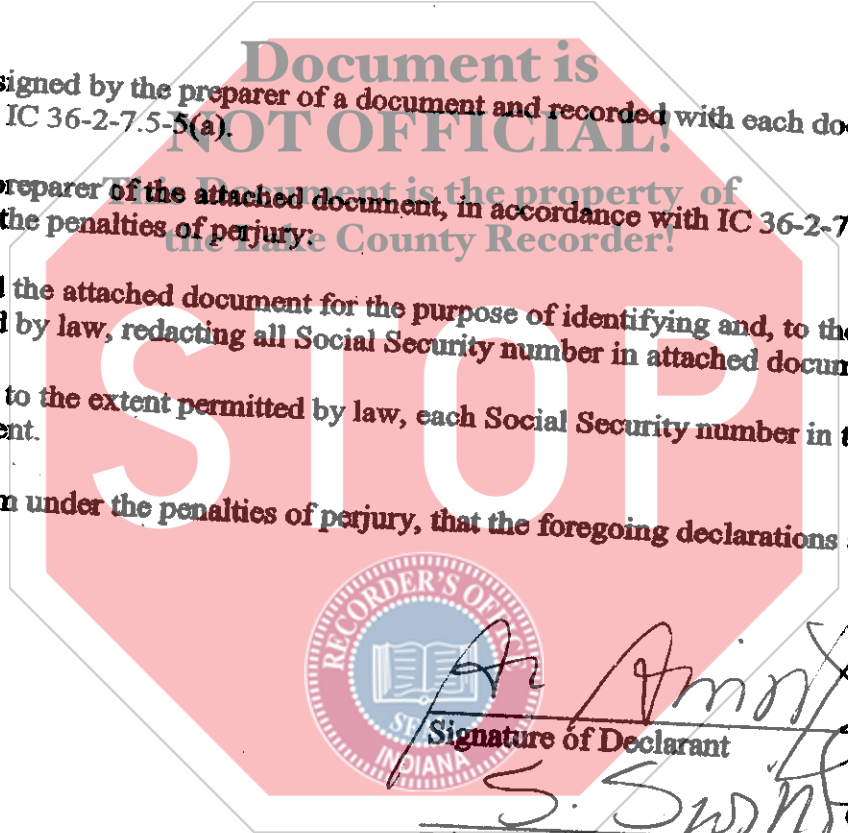 Document is
signed by the preparer of a document and recorded with each do
IC 36-2-7.5-5(a).
NOT OFFICIAL!
This Document is the property of
preparer of the attached document, in accordance with IC 36-2-7
the penalties of perjury:
the Lake County Recorder!
the attached document for the purpose of identifying and, to the
by law, redacting all Social Security number in attached docum
STOP
to the extent permitted by law, each Social Security number in t
ent.
under the penalties of perjury, that the foregoing declarations
RECORDER'S OFFICE
SEAL
INDIANA
Signature of Declarant
S.